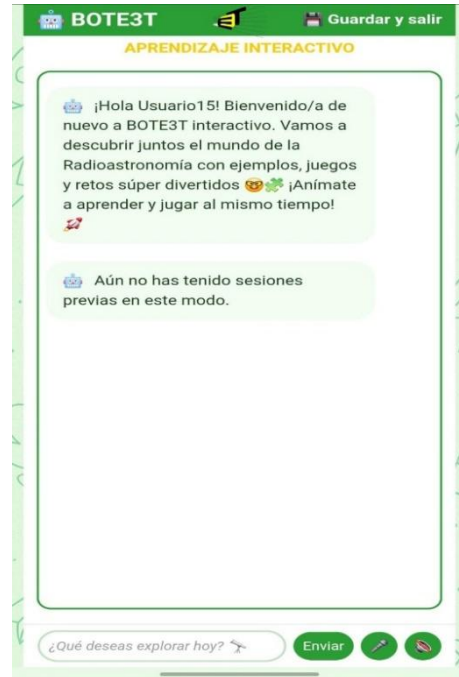 🤖 BOTE3T
💾 Guardar y salir
APRENDIZAJE INTERACTIVO
🤖 ¡Hola Usuario15! Bienvenido/a de
nuevo a BOTE3T interactivo. Vamos a
descubrir juntos el mundo de la
Radioastronomía con ejemplos, juegos
y retos súper divertidos 🤓🧩 ¡Anímate
a aprender y jugar al mismo tiempo!
🚀
🤖 Aún no has tenido sesiones
previas en este modo.
¿Qué deseas explorar hoy? 🔭
Enviar